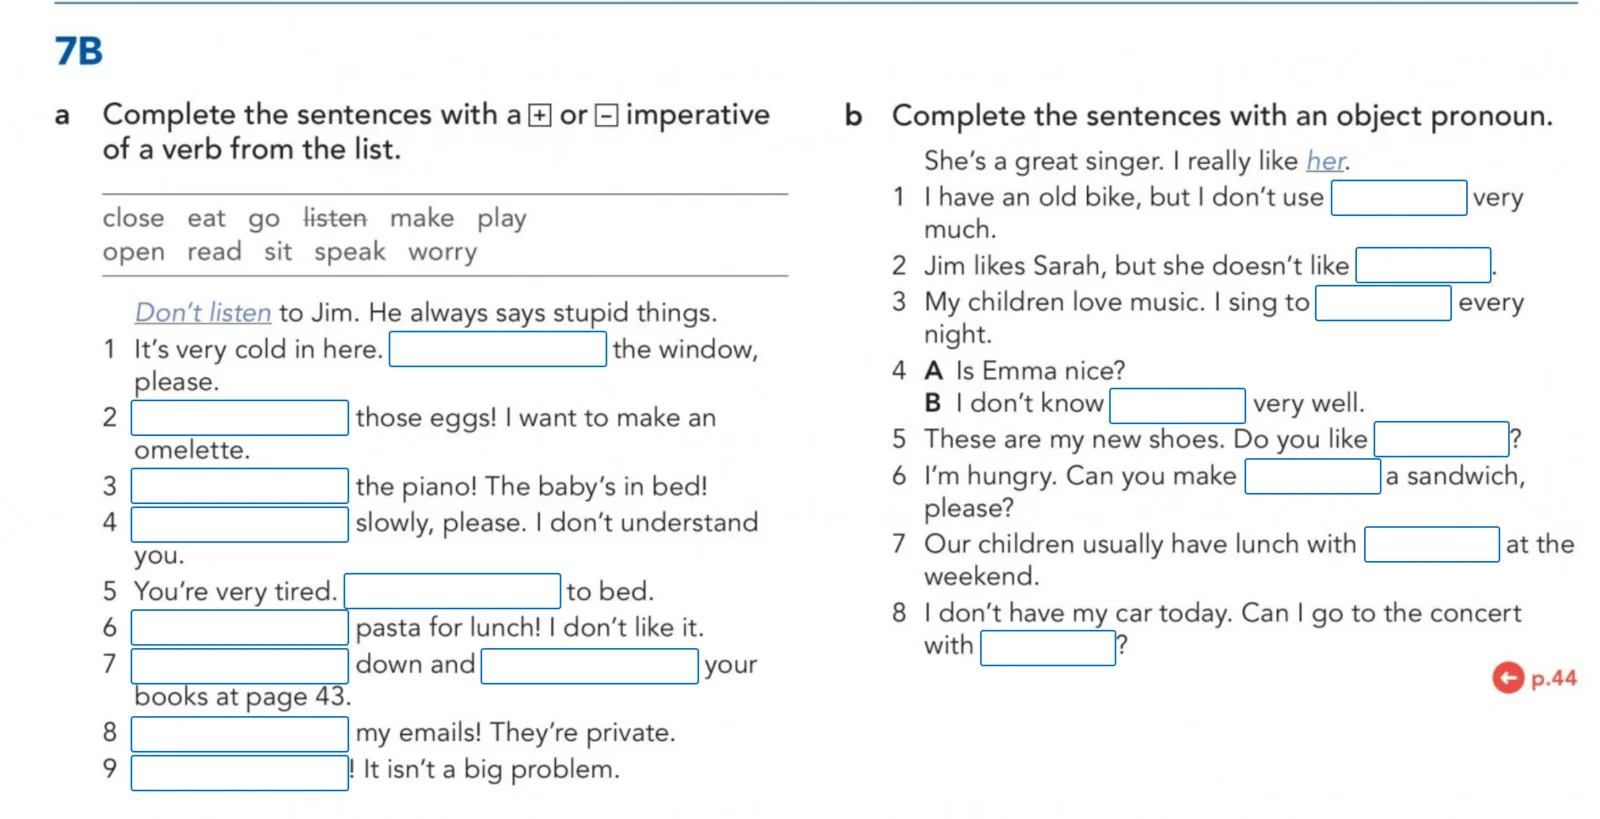 7B
a Complete the sentences with a + or - imperative
of a verb from the list.
close eat go listen make play
open read sit speak worry
Don't listen to Jim. He always says stupid things.
1 It's very cold in here. the window,
please.
2 those eggs! I want to make an
omelette.
3 the piano! The baby's in bed!
4 slowly, please. I don't understand
you.
5 You're very tired. to bed.
6 pasta for lunch! I don't like it.
7 down and your
books at page 43.
8 my emails! They're private.
9 ! It isn't a big problem.
b Complete the sentences with an object pronoun.
She's a great singer. I really like her.
1 I have an old bike, but I don't use very
much.
2 Jim likes Sarah, but she doesn't like .
3 My children love music. I sing to every
night.
4 A Is Emma nice?
B I don't know very well.
5 These are my new shoes. Do you like ?
6 I'm hungry. Can you make a sandwich,
please?
7 Our children usually have lunch with at the
weekend.
8 I don't have my car today. Can I go to the concert
with ?
p.44